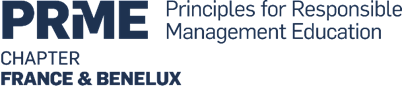 PRME
Principles for Responsible
Management Education
CHAPTER
FRANCE & BENELUX